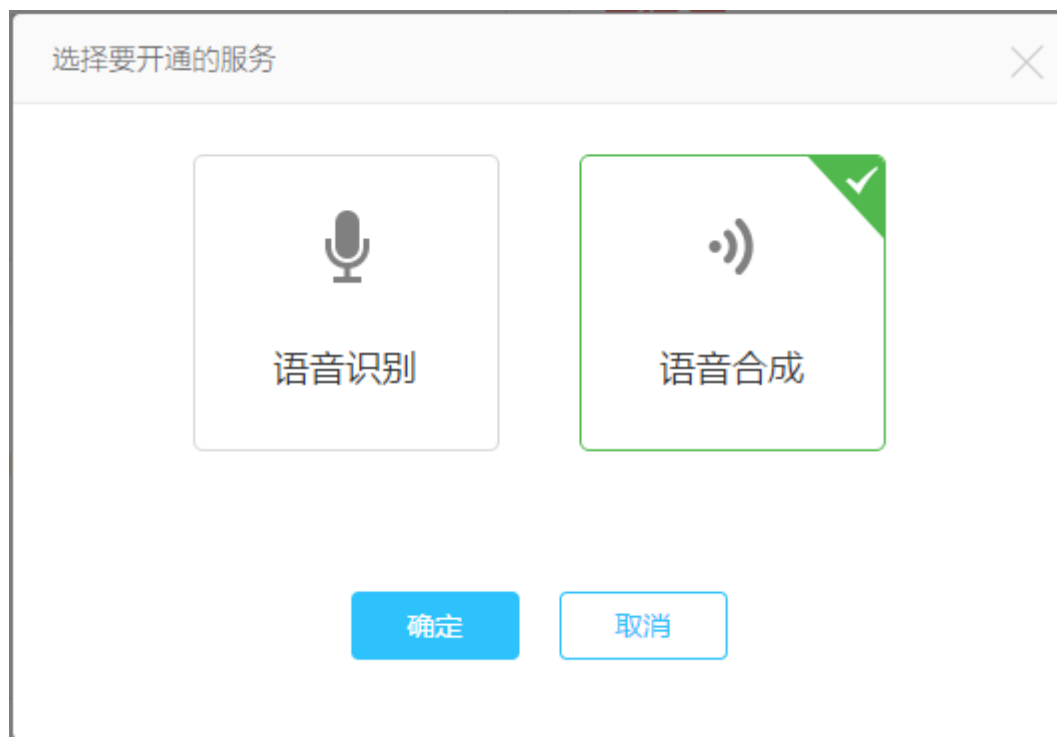 选择要开通的服务
语音识别
语音合成
确定
取消